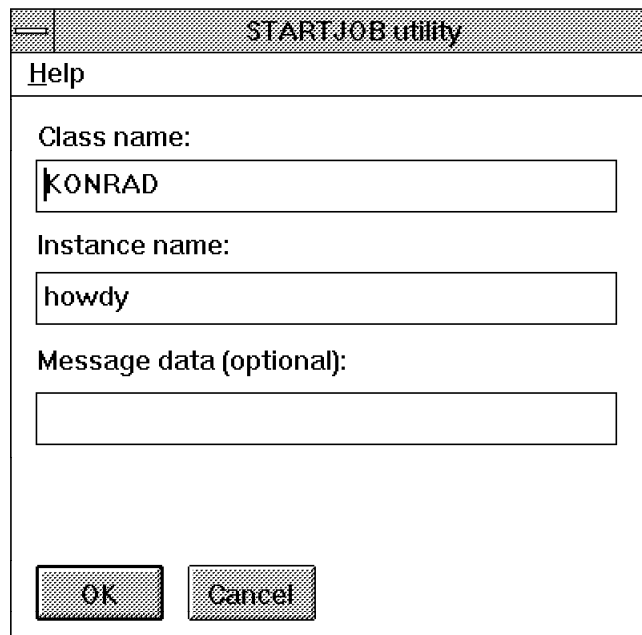 STARTJOB utility
Help
Class name:
KONRAD
Instance name:
howdy
Message data (optional):
OK Cancel